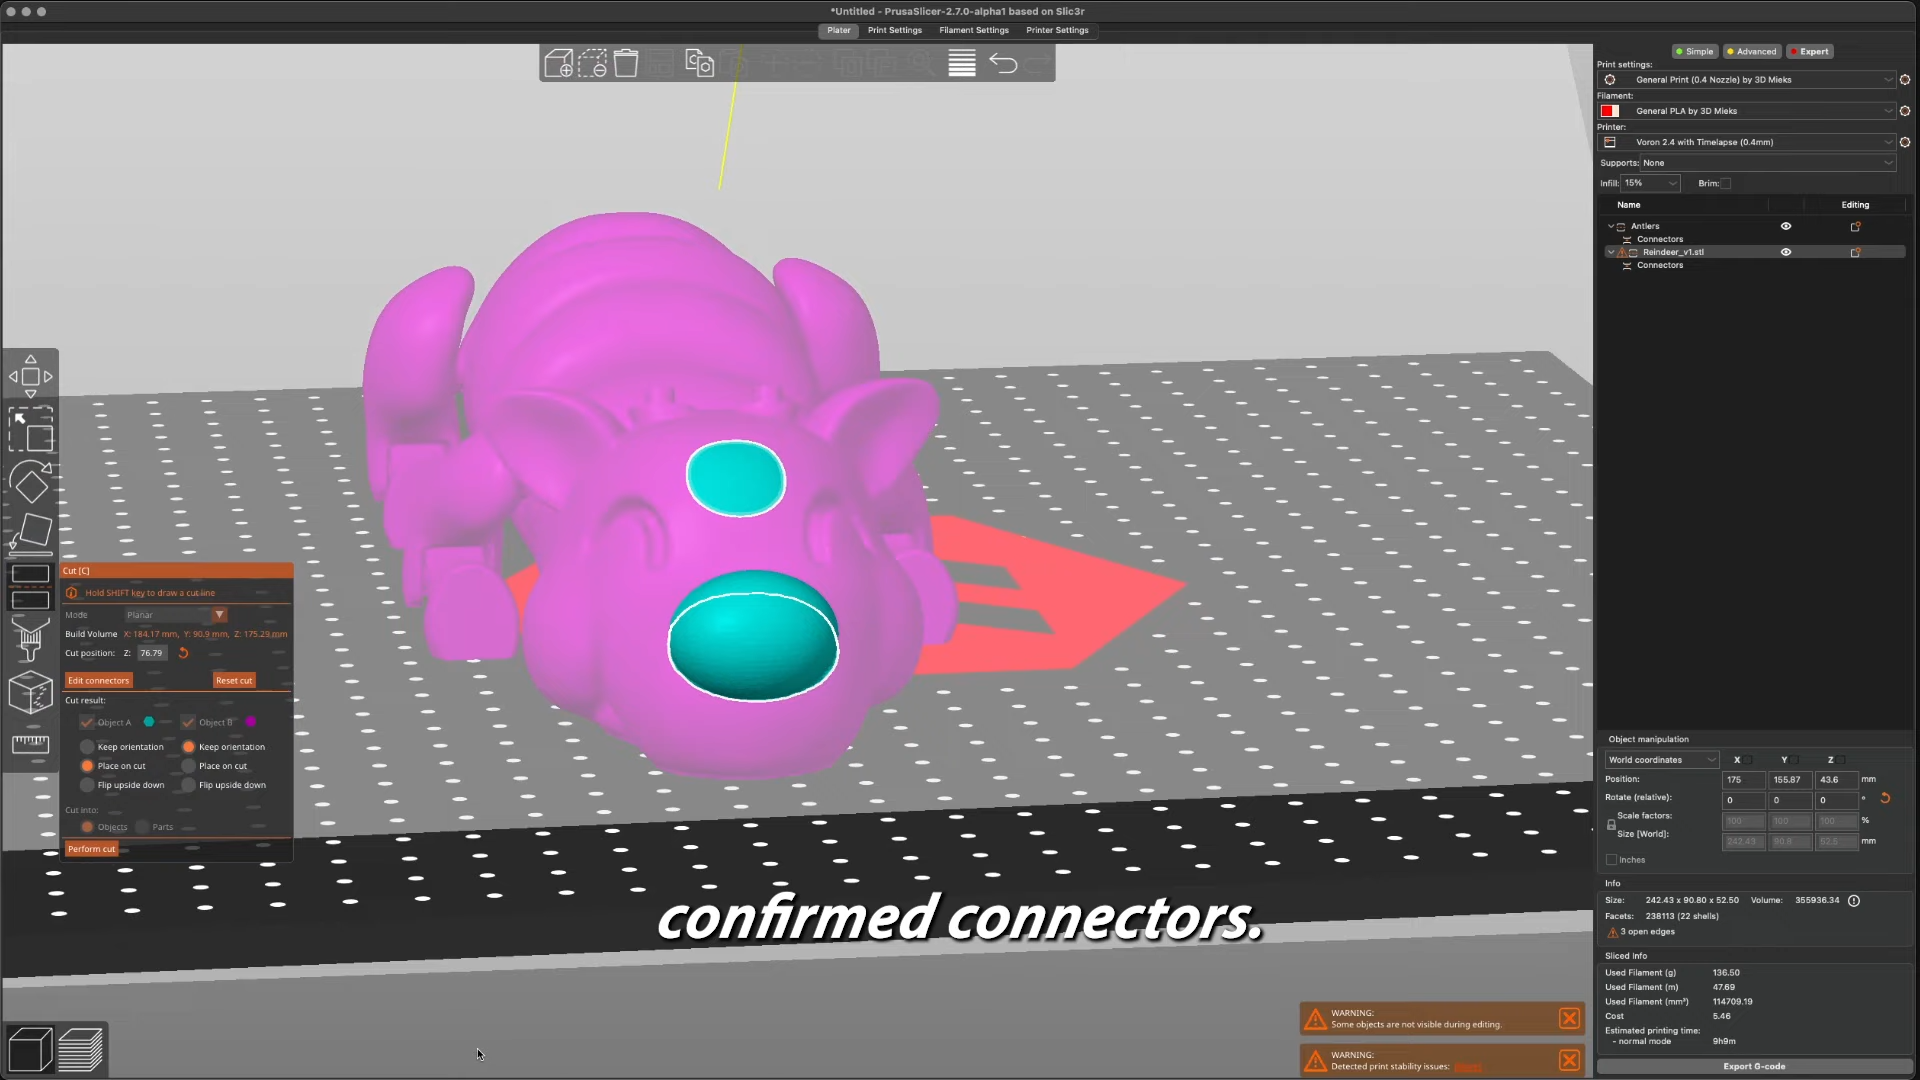 *Untitled - PrusaSlicer-2.7.0-alpha1 based on Slic3r
Plater Print Settings Filament Settings Printer Settings
Simple Advanced Expert
Print settings:
General Print (0.4 Nozzle) by 3D Mieks
Filament:
General PLA by 3D Mieks
Printer:
Voron 2.4 with Timelapse (0.4mm)
Supports: None
Infill: 15% Brim:
Name Editing
Antlers
Connectors
Reindeer_v1.stl
Connectors
Cut [C]
Hold SHIFT key to draw a cut line
Mode Planar
Build Volume X: 184.17 mm, Y: 90.9 mm, Z: 175.29 mm
Cut position: Z: 76.79
Edit connectors Reset cut
Cut result:
Object A Object B
Keep orientation Keep orientation
Place on cut Place on cut
Flip upside down Flip upside down
Cut into:
Objects Parts
Perform cut
confirmed connectors.
WARNING:
Some objects are not visible during editing.
WARNING:
Detected print stability issues:
Object manipulation
World coordinates X Y Z
Position: 175 155.87 43.6 mm
Rotate (relative): 0 0 0 °
Scale factors: 100 100 100 %
Size [World]: 242.43 90.8 52.5 mm
Inches
Info
Size: 242.43 x 90.80 x 52.50 Volume: 355936.34
Facets: 238113 (22 shells)
3 open edges
Sliced Info
Used Filament (g) 136.50
Used Filament (m) 47.69
Used Filament (mm³) 114709.19
Cost 5.46
Estimated printing time:
- normal mode 9h9m
Export G-code